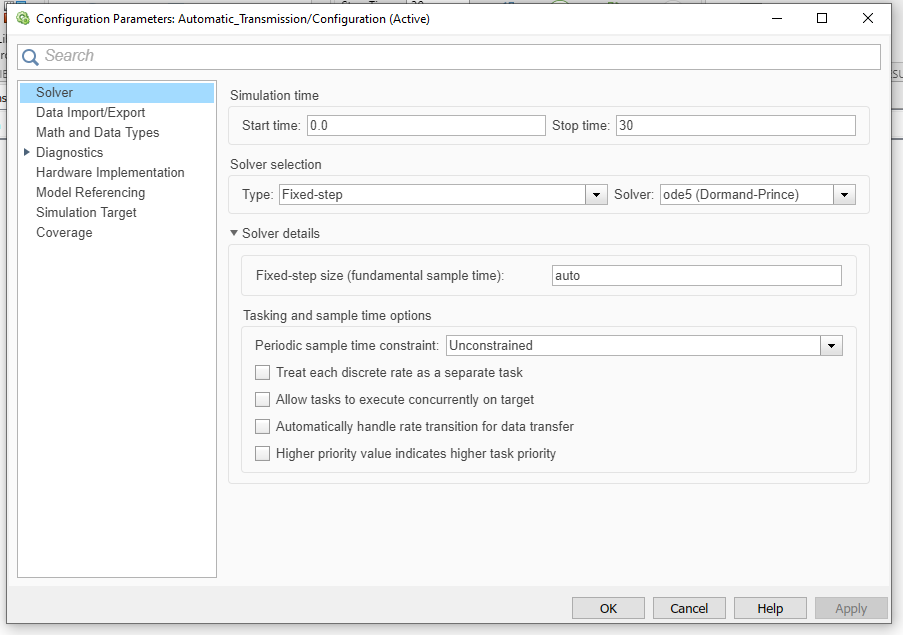 Configuration Parameters: Automatic_Transmission/Configuration (Active)
Search
Solver
Data Import/Export
Math and Data Types
Diagnostics
Hardware Implementation
Model Referencing
Simulation Target
Coverage
Simulation time
Start time: 0.0 Stop time: 30
Solver selection
Type: Fixed-step Solver: ode5 (Dormand-Prince)
Solver details
Fixed-step size (fundamental sample time): auto
Tasking and sample time options
Periodic sample time constraint: Unconstrained
Treat each discrete rate as a separate task
Allow tasks to execute concurrently on target
Automatically handle rate transition for data transfer
Higher priority value indicates higher task priority
OK Cancel Help Apply